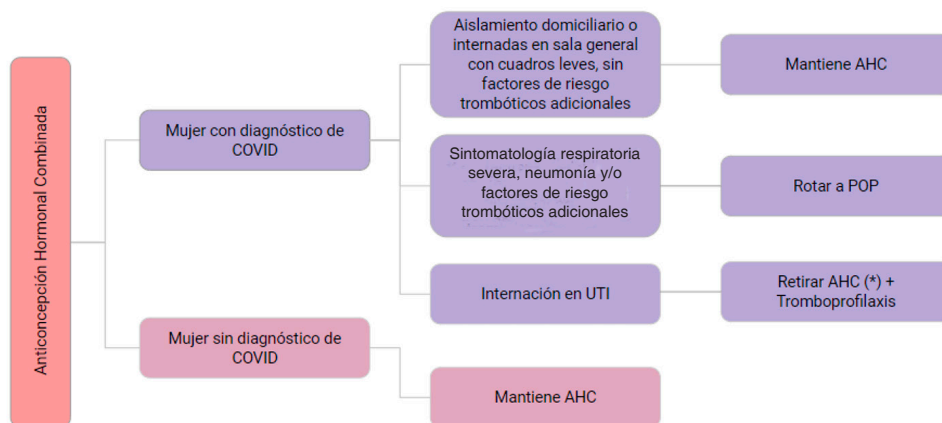 Anticoncepción Hormonal Combinada
Mujer con diagnóstico de
COVID
Aislamiento domiciliario o
internadas en sala general
con cuadros leves, sin
factores de riesgo
trombóticos adicionales
Mantiene AHC
Sintomatología respiratoria
severa, neumonía y/o
factores de riesgo
trombóticos adicionales
Rotar a POP
Internación en UTI
Retirar AHC (*) +
Tromboprofilaxis
Mujer sin diagnóstico de
COVID
Mantiene AHC